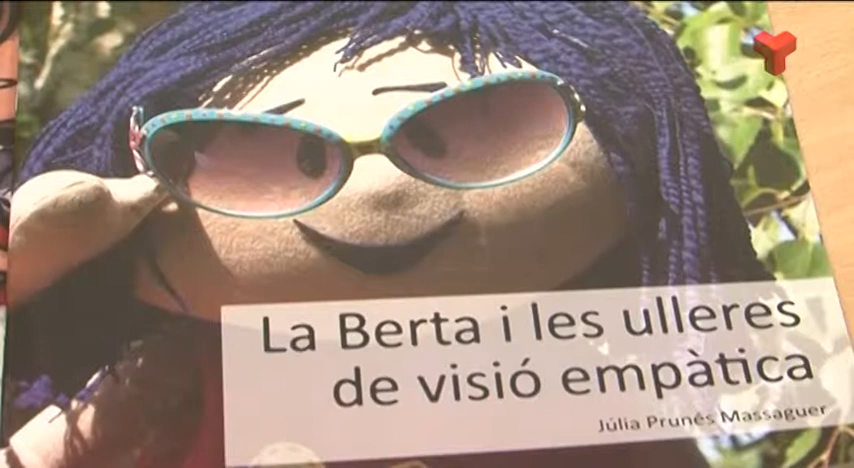 La Berta i les ulleres
de visió empàtica
Júlia Prunés Massaguer